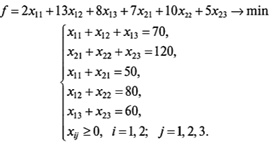 f = 2x₁₁ + 13x₁₂ + 8x₁₃ + 7x₂₁ + 10x₂₂ + 5x₂₃ → min
x₁₁ + x₁₂ + x₁₃ = 70,
x₂₁ + x₂₂ + x₂₃ = 120,
x₁₁ + x₂₁ = 50,
x₁₂ + x₂₂ = 80,
x₁₃ + x₂₃ = 60,
xᵢⱼ ≥ 0, i = 1, 2; j = 1, 2, 3.